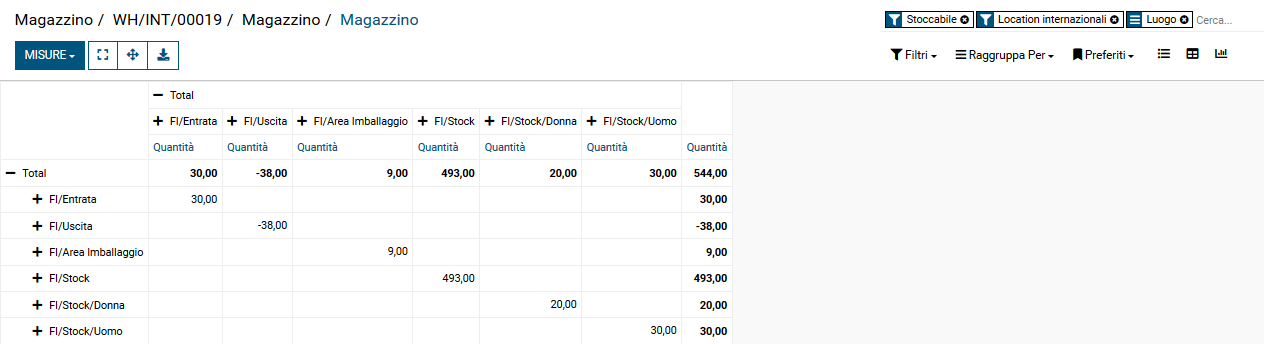 Magazzino / WH/INT/00019 / Magazzino / Magazzino
Stoccabile Location internazionali Luogo Cerca...
MISURE
Filtri Raggruppa Per Preferiti
Total
FI/Entrata FI/Uscita FI/Area Imballaggio FI/Stock FI/Stock/Donna FI/Stock/Uomo
Quantità Quantità Quantità Quantità Quantità Quantità Quantità
Total 30,00 -38,00 9,00 493,00 20,00 30,00 544,00
FI/Entrata 30,00 30,00
FI/Uscita -38,00 -38,00
FI/Area Imballaggio 9,00 9,00
FI/Stock 493,00 493,00
FI/Stock/Donna 20,00 20,00
FI/Stock/Uomo 30,00 30,00